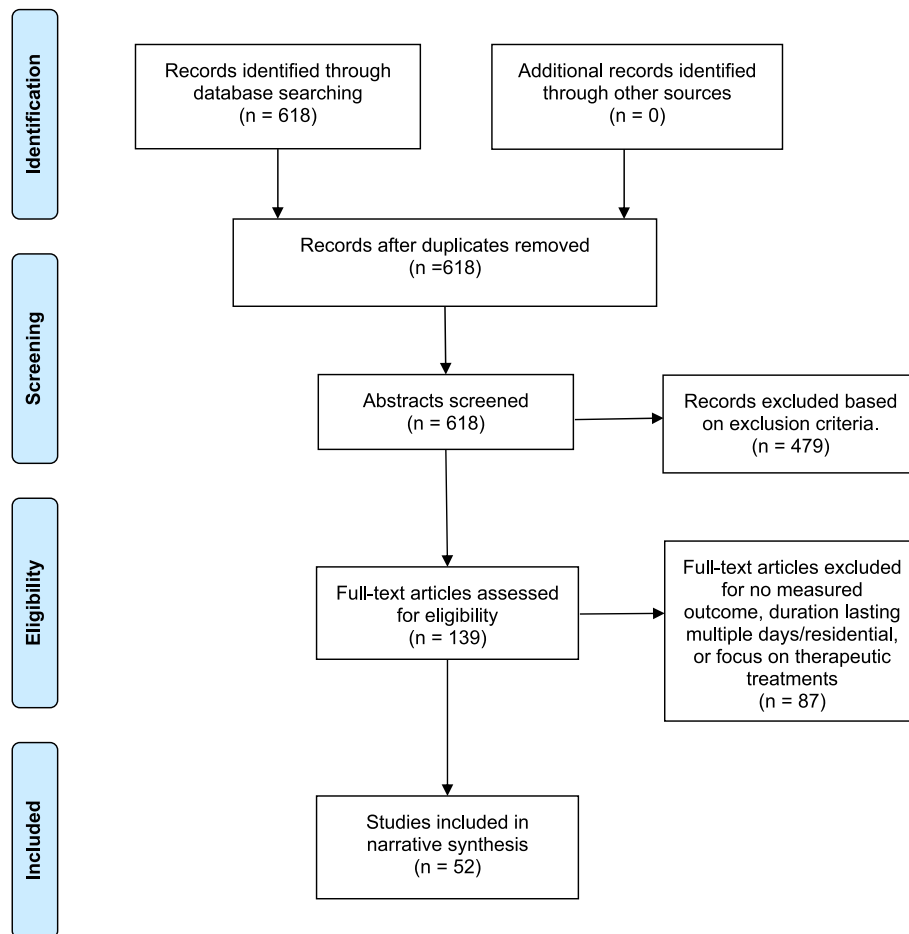 Identification
Records identified through
database searching
(n = 618)
Additional records identified
through other sources
(n = 0)
Records after duplicates removed
(n =618)
Screening
Abstracts screened
(n = 618)
Records excluded based
on exclusion criteria.
(n = 479)
Eligibility
Full-text articles assessed
for eligibility
(n = 139)
Full-text articles excluded
for no measured
outcome, duration lasting
multiple days/residential,
or focus on therapeutic
treatments
(n = 87)
Included
Studies included in
narrative synthesis
(n = 52)